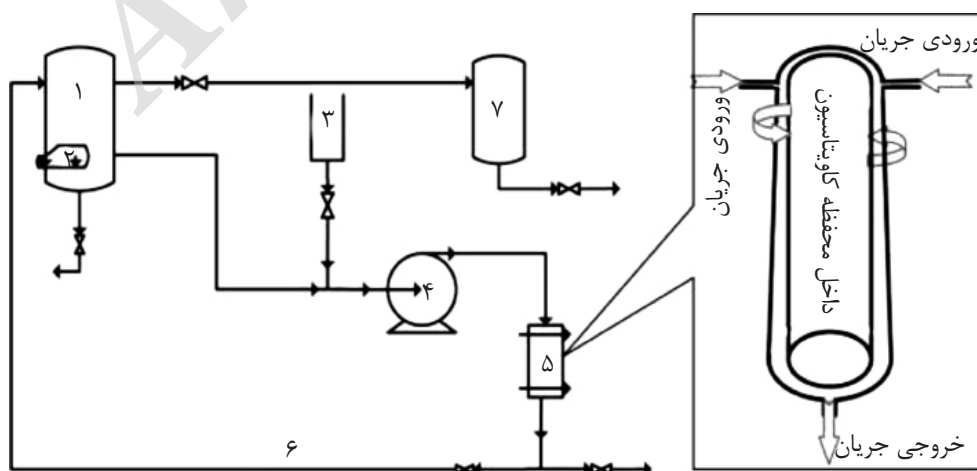 ۱
۲
۳
۷
۴
۵
۶
ورودی جریان
ورودی جریان
داخل محفظه کاویتاسیون
خروجی جریان